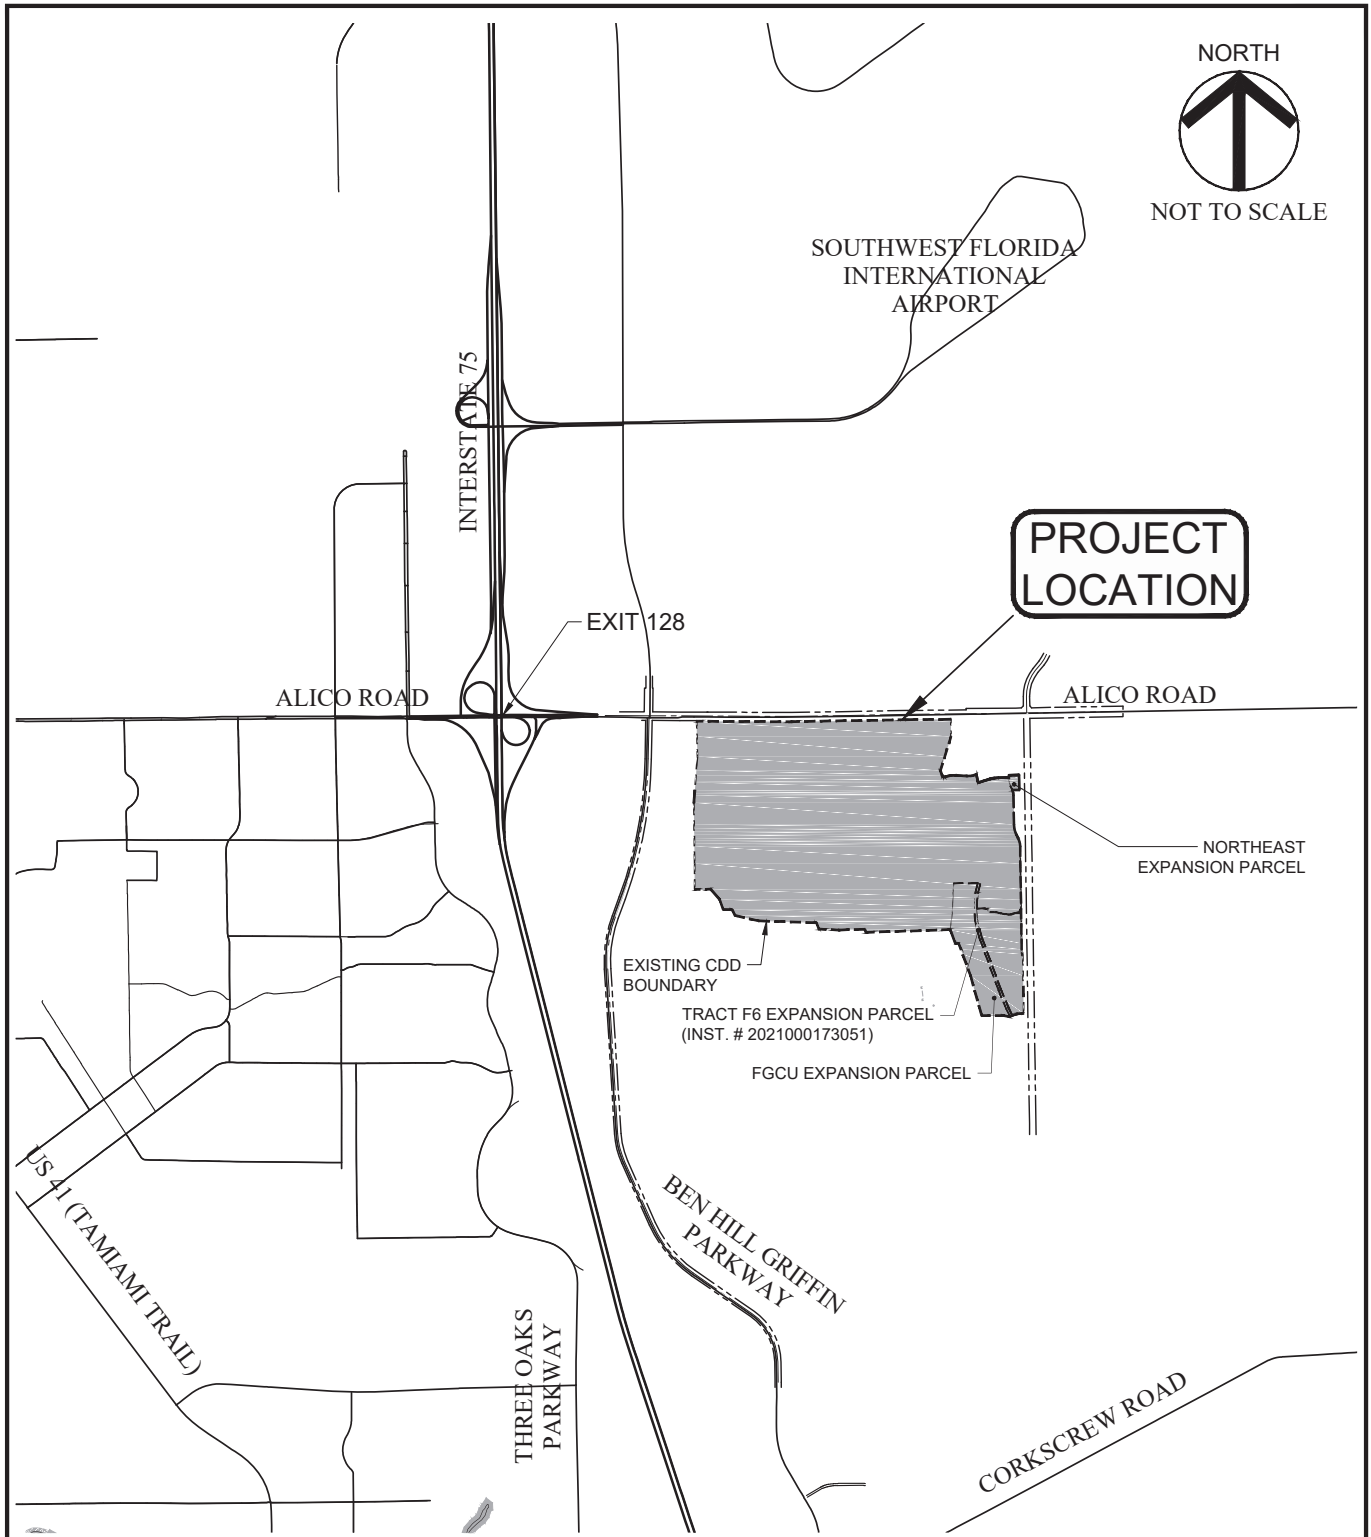 NORTH
NOT TO SCALE
SOUTHWEST FLORIDA
INTERNATIONAL
AIRPORT
INTERSTATE 75
PROJECT
LOCATION
EXIT 128
ALICO ROAD
ALICO ROAD
NORTHEAST
EXPANSION PARCEL
EXISTING CDD
BOUNDARY
TRACT F6 EXPANSION PARCEL
(INST. # 2021000173051)
FGCU EXPANSION PARCEL
US 41 (TAMIAMI TRAIL)
BEN HILL GRIFFIN
PARKWAY
THREE OAKS
PARKWAY
CORKSCREW ROAD